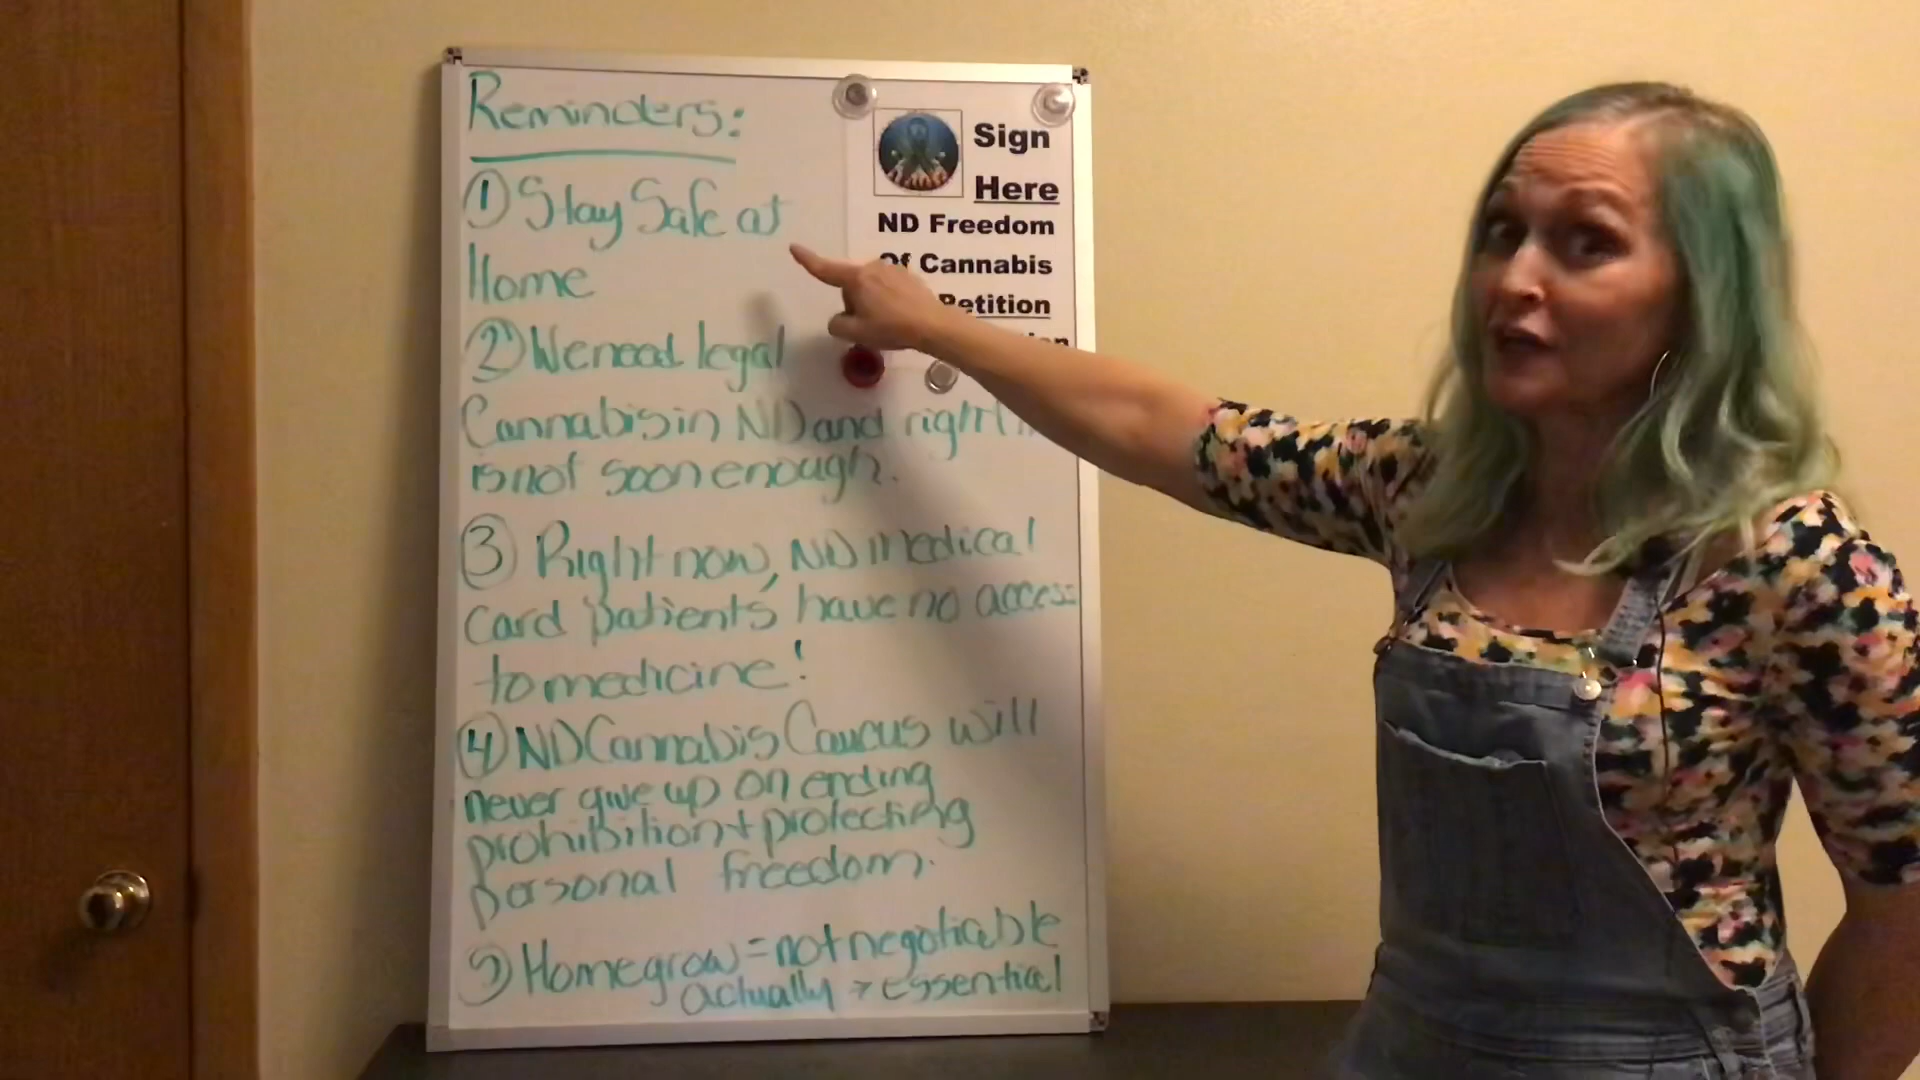 Reminders:
① Stay Safe at
Home
② We need legal
Cannabis in ND and right
is not soon enough.
③ Right now, ND Medical
card patients have no access
to medicine!
④ ND Cannabis Caucus will
never give up on ending
prohibition + protecting
personal freedom.
⑤ Homegrow = not negotiable
actually → essential
Sign
Here
ND Freedom
Of Cannabis
Petition